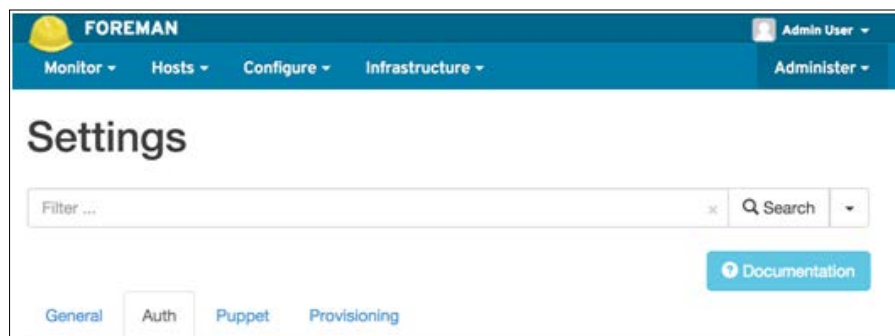 FOREMAN
Admin User
Monitor Hosts Configure Infrastructure Administer
Settings
Filter ...
× Search
Documentation
General Auth Puppet Provisioning